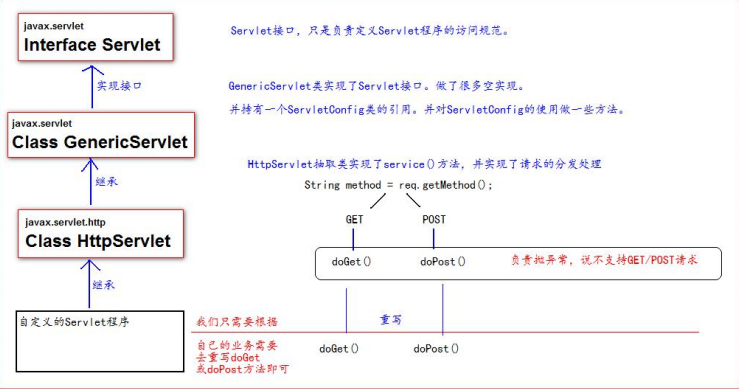 javax.servlet
Interface Servlet
Servlet接口，只是负责定义Servlet程序的访问规范。
实现接口
GenericServlet类实现了Servlet接口。做了很多空实现。
并持有一个ServletConfig类的引用。并对ServletConfig的使用做一些方法。
javax.servlet
Class GenericServlet
继承
HttpServlet抽取类实现了service()方法，并实现了请求的分发处理
String method = req.getMethod();
GET
POST
javax.servlet.http
Class HttpServlet
doGet()
doPost()
负责抛异常，说不支持GET/POST请求
继承
自定义的Servlet程序
我们只需要根据
重写
自己的业务需要
去重写doGet
或doPost方法即可
doGet()
doPost()